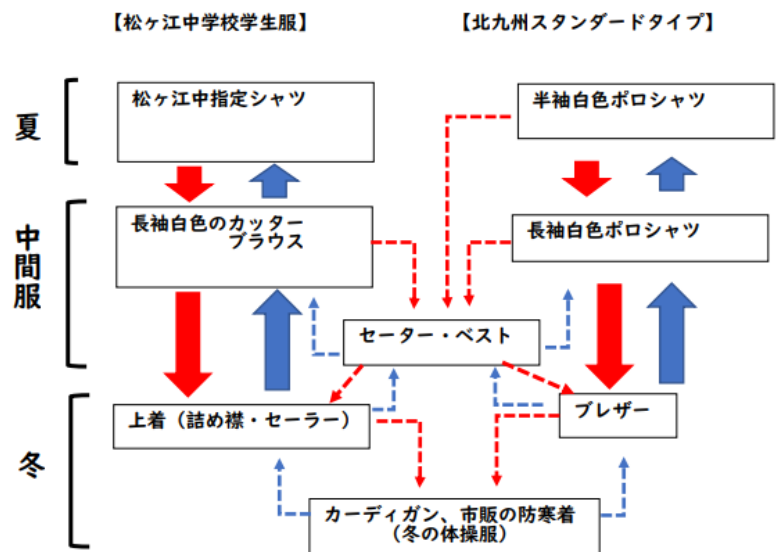 【松ヶ江中学校学生服】
【北九州スタンダードタイプ】
夏
松ヶ江中指定シャツ
半袖白色ポロシャツ
中間服
長袖白色のカッター
ブラウス
長袖白色ポロシャツ
セーター・ベスト
冬
上着（詰め襟・セーラー）
ブレザー
カーディガン、市販の防寒着
（冬の体操服）